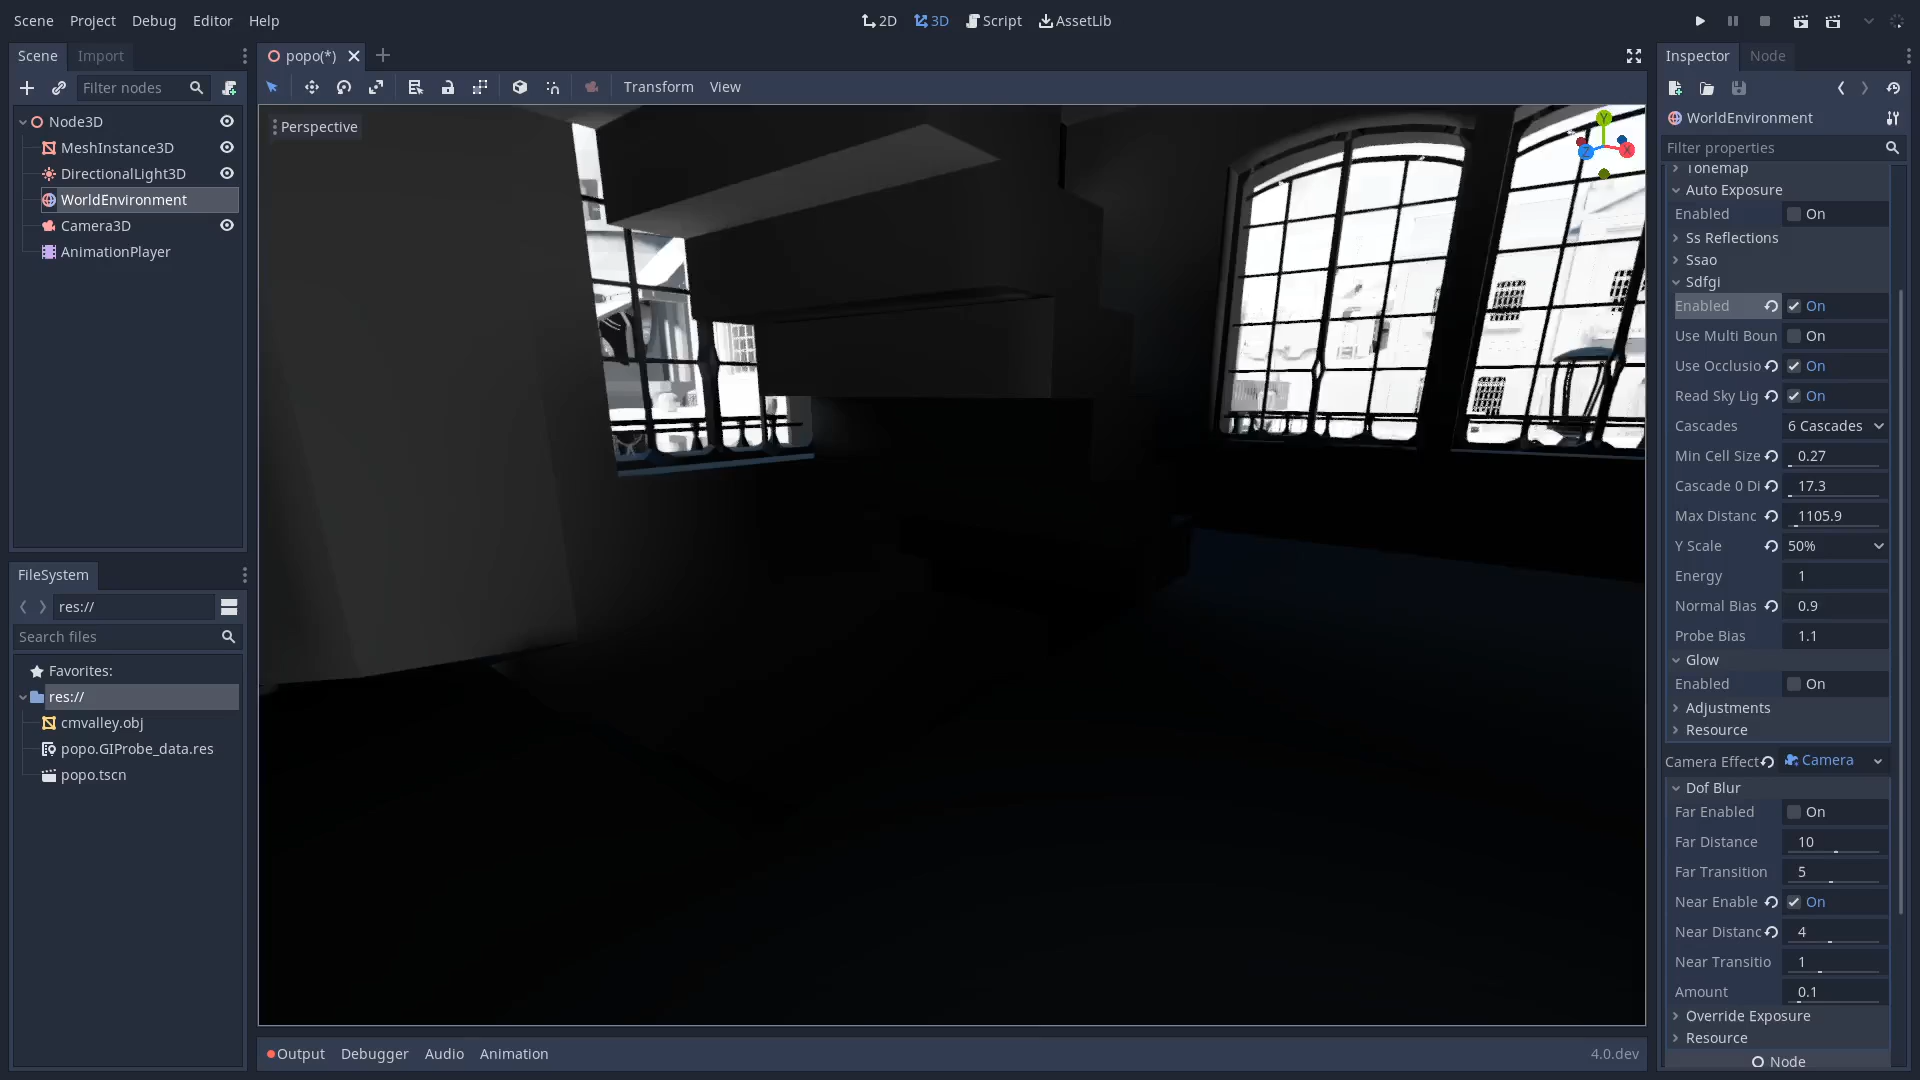 Scene Project Debug Editor Help
2D 3D Script AssetLib
Scene Import
popo(*)
Inspector Node
Filter nodes
Transform View
Node3D
MeshInstance3D
DirectionalLight3D
WorldEnvironment
Camera3D
AnimationPlayer
Perspective
Y
Z
X
FileSystem
res://
Search files
Favorites:
res://
cmvalley.obj
popo.GIProbe_data.res
popo.tscn
Output Debugger Audio Animation
4.0.dev
WorldEnvironment
Filter properties
Tonemap
Auto Exposure
Enabled On
Ss Reflections
Ssao
Sdfgi
Enabled On
Use Multi Boun On
Use Occlusio On
Read Sky Lig On
Cascades 6 Cascades
Min Cell Size 0.27
Cascade 0 Di 17.3
Max Distanc 1105.9
Y Scale 50%
Energy 1
Normal Bias 0.9
Probe Bias 1.1
Glow
Enabled On
Adjustments
Resource
Camera Effect Camera
Dof Blur
Far Enabled On
Far Distance 10
Far Transition 5
Near Enable On
Near Distanc 4
Near Transitio 1
Amount 0.1
Override Exposure
Resource
Node